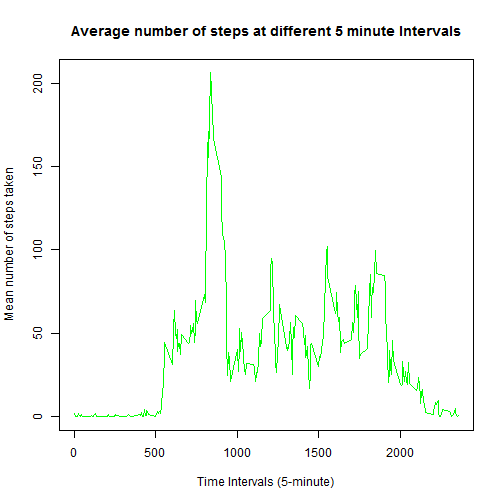 Average number of steps at different 5 minute Intervals
Mean number of steps taken
200
150
100
50
0
0 500 1000 1500 2000
Time Intervals (5-minute)